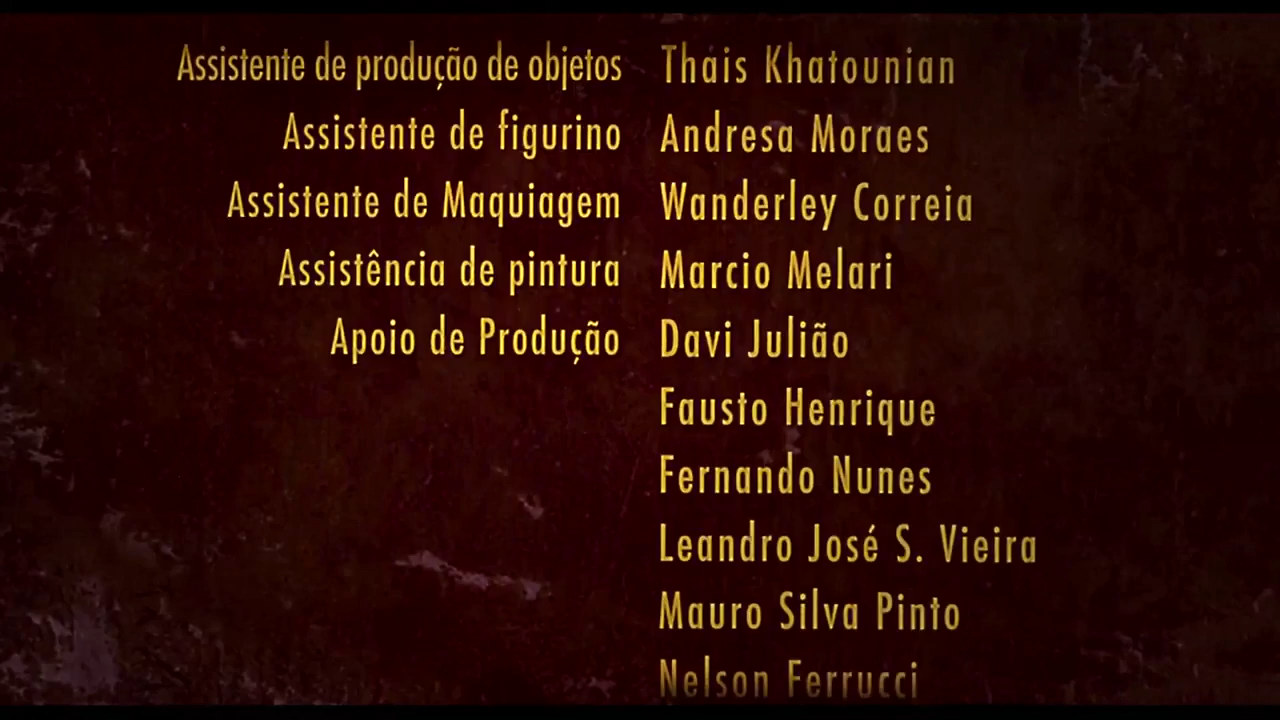 Assistente de produção de objetos Thais Khatounian
Assistente de figurino Andresa Moraes
Assistente de Maquiagem Wanderley Correia
Assistência de pintura Marcio Melari
Apoio de Produção Davi Julião
Fausto Henrique
Fernando Nunes
Leandro José S. Vieira
Mauro Silva Pinto
Nelson Ferrucci